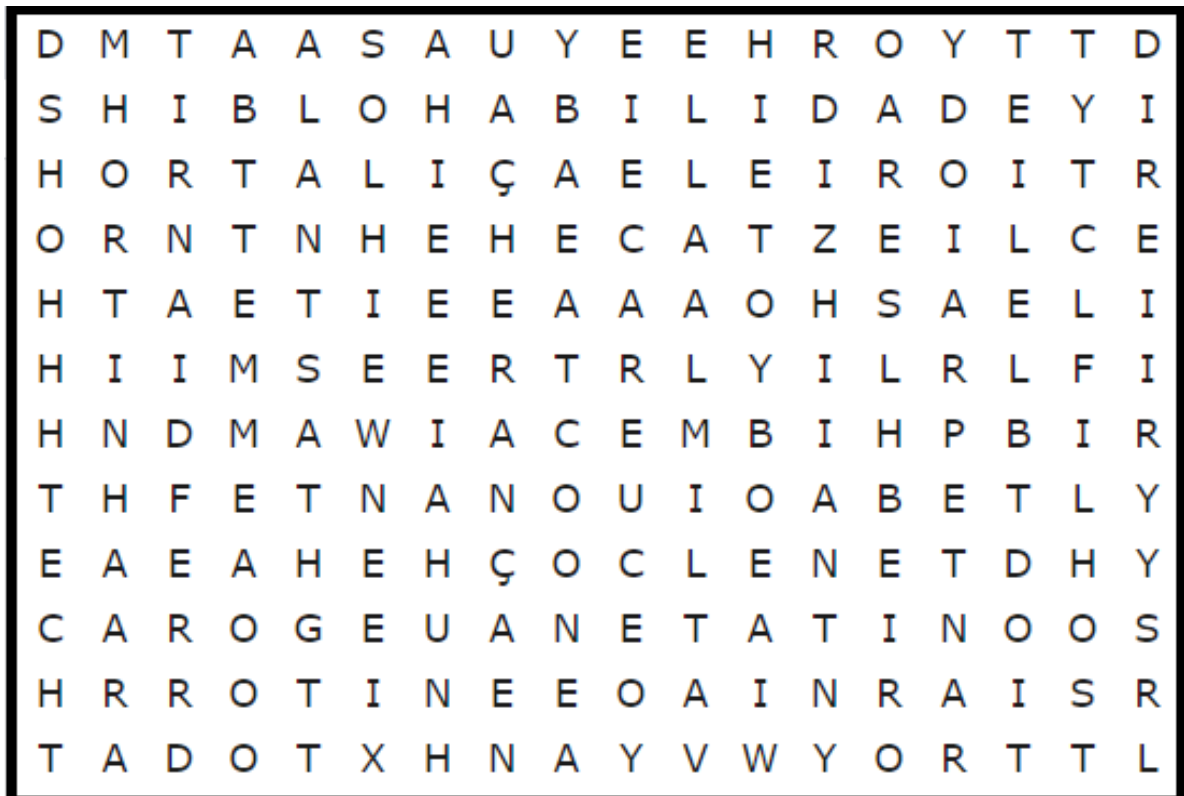 D M T A A S A U Y E E H R O Y T T D
S H I B L O H A B I L I D A D E Y I
H O R T A L I Ç A E L E I R O I T R
O R N T N H E H E C A T Z E I L C E
H T A E T I E E A A A O H S A E L I
H I I M S E E R T R L Y I L R L F I
H N D M A W I A C E M B I H P B I R
T H F E T N A N O U I O A B E T L Y
E A E A H E H Ç O C L E N E T D H Y
C A R O G E U A N E T A T I N O O S
H R R O T I N E E O A I N R A I S R
T A D O T X H N A Y V W Y O R T T L